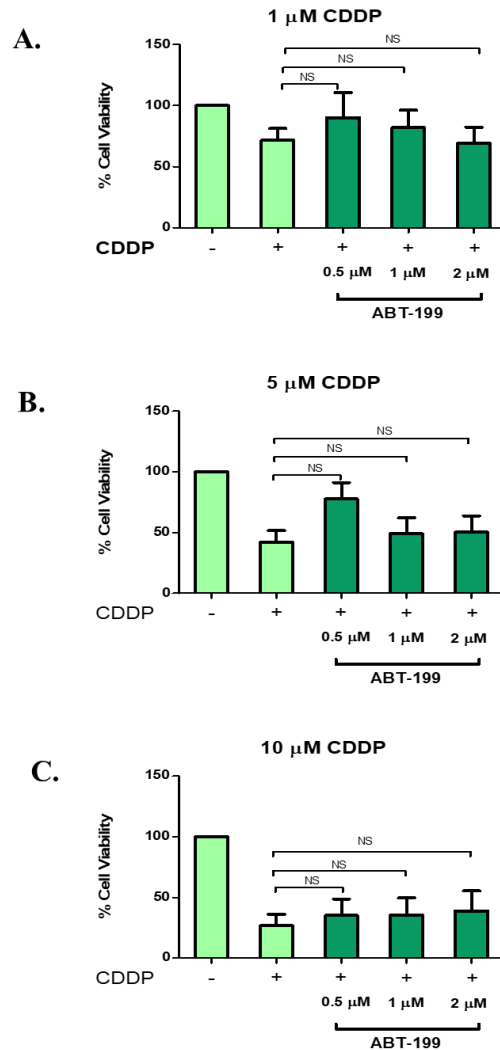 A.
1 μM CDDP
NS
NS
NS
% Cell Viability
150
100
50
0
CDDP - + + + +
0.5 μM 1 μM 2 μM
ABT-199
B.
5 μM CDDP
NS
NS
NS
% Cell Viability
150
100
50
0
CDDP - + + + +
0.5 μM 1 μM 2 μM
ABT-199
C.
10 μM CDDP
NS
NS
NS
% Cell Viability
150
100
50
0
CDDP - + + + +
0.5 μM 1 μM 2 μM
ABT-199